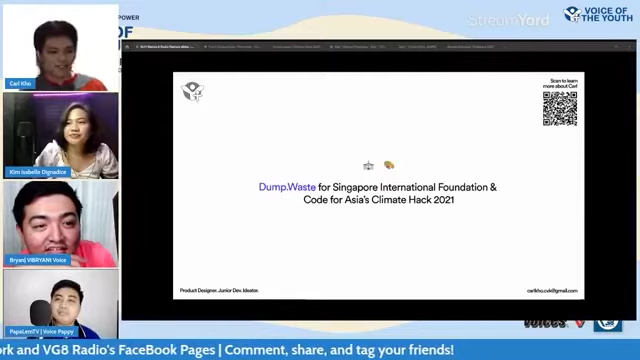 POWER
OF
StreamYard
VOICE OF
THE YOUTH
Carl Kho
Kim Isabelle Dignadice
Bryan| ViBRYANt Voice
PapaLemTV | Voice Pappy
Scan to learn
more about Carl
Dump.Waste for Singapore International Foundation &
Code for Asia's Climate Hack 2021
Product Designer. Junior Dev. Ideator.
carlkho.cvk@gmail.com
voices
ork and VG8 Radio's FaceBook Pages | Comment, share, and tag your friends!